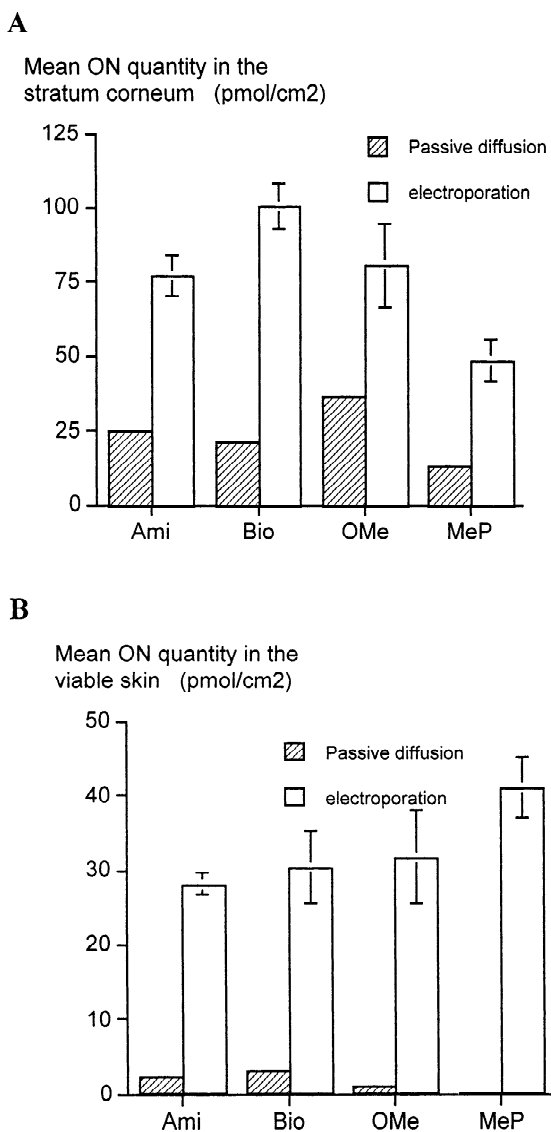 A
Mean ON quantity in the
stratum corneum (pmol/cm2)
125
Passive diffusion
100
electroporation
75
50
25
0
Ami Bio OMe MeP
B
Mean ON quantity in the
viable skin (pmol/cm2)
50
Passive diffusion
40
electroporation
30
20
10
0
Ami Bio OMe MeP